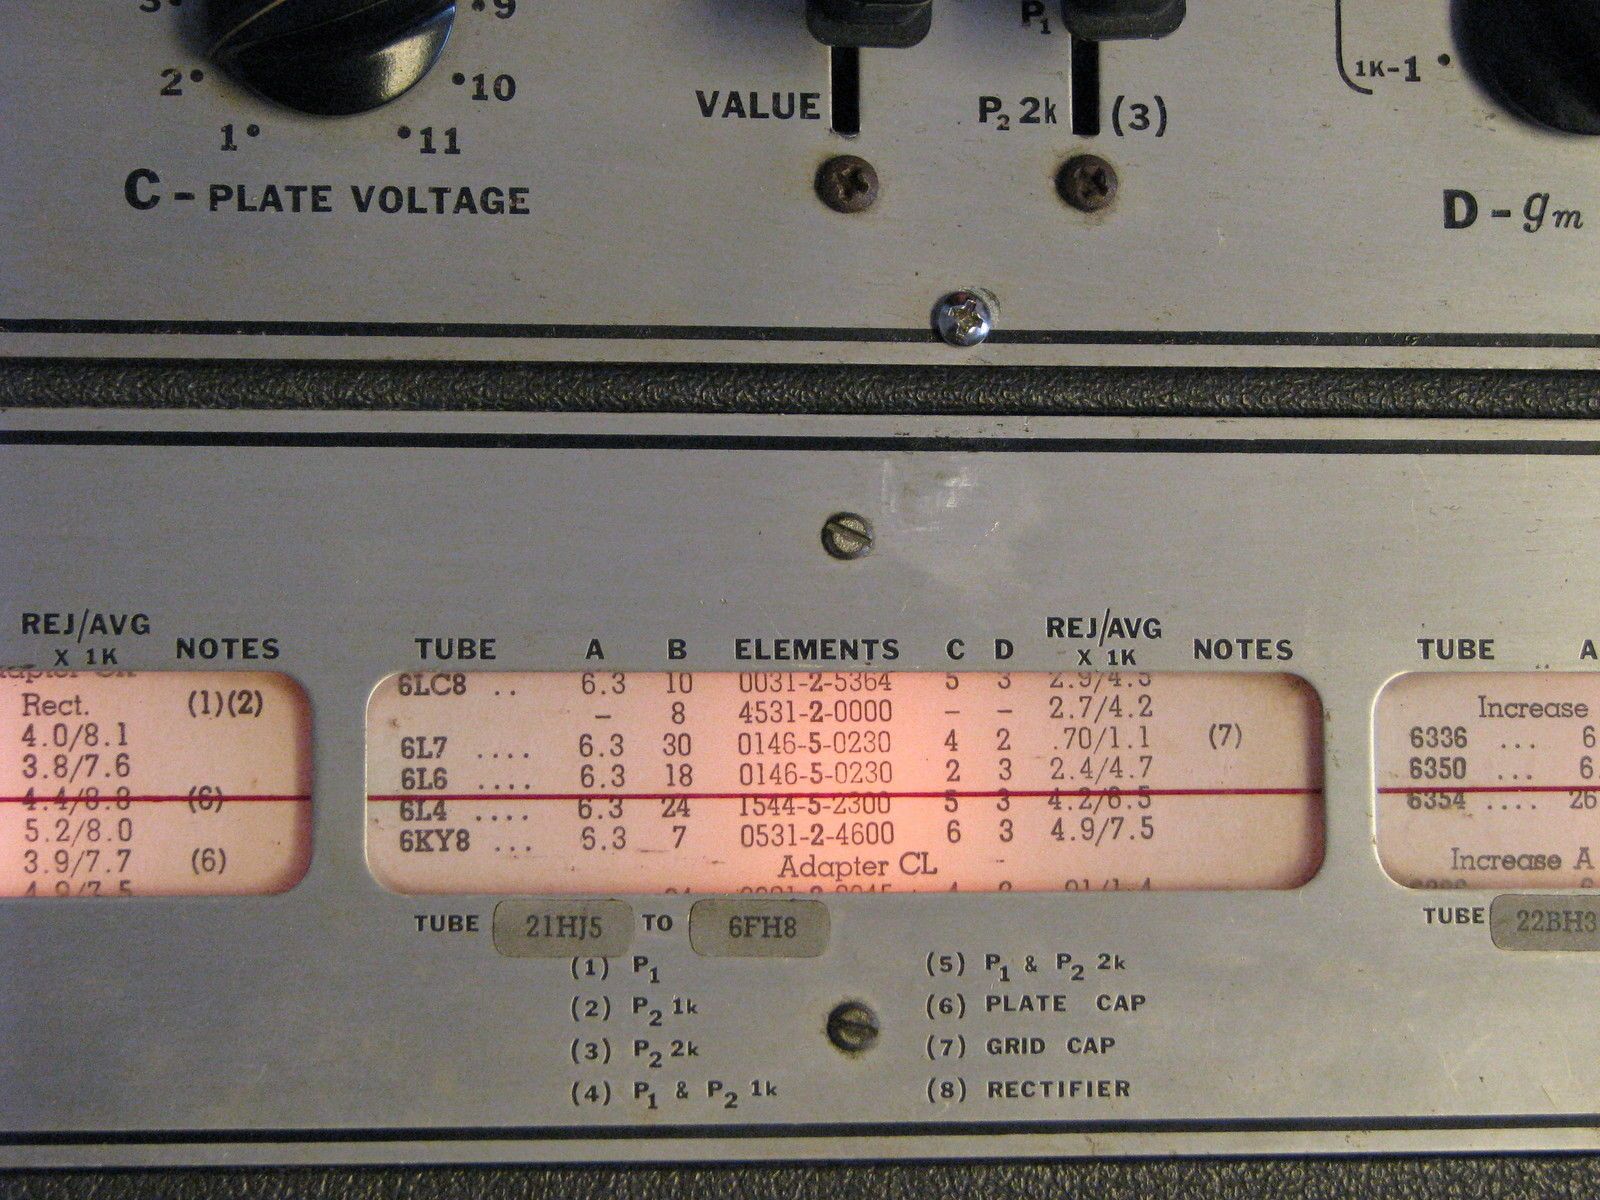 9
2 10
1 11
C - PLATE VOLTAGE
VALUE
P1
P2 2k (3)
1K-1
D - gm
REJ/AVG X 1K NOTES
Rect. (1)(2)
4.0/8.1
3.8/7.6
4.4/8.8 (6)
5.2/8.0
3.9/7.7 (6)
4.9/7.5
TUBE A B ELEMENTS C D REJ/AVG X 1K NOTES
6LC8 .. 6.3 10 0031-2-5364 5 3 2.9/4.5
– 8 4531-2-0000 – – 2.7/4.2
6L7 .... 6.3 30 0146-5-0230 4 2 .70/1.1 (7)
6L6 .... 6.3 18 0146-5-0230 2 3 2.4/4.7
6L4 .... 6.3 24 1544-5-2300 5 3 4.2/6.5
6KY8 ... 6.3 7 0531-2-4600 6 3 4.9/7.5
Adapter CL
TUBE 21HJ5 TO 6FH8
(1) P1
(2) P2 1k
(3) P2 2k
(4) P1 & P2 1k
(5) P1 & P2 2k
(6) PLATE CAP
(7) GRID CAP
(8) RECTIFIER
TUBE A
Increase
6336 ... 6
6350 ... 6.
6354 .... 26
Increase A
TUBE 22BH3